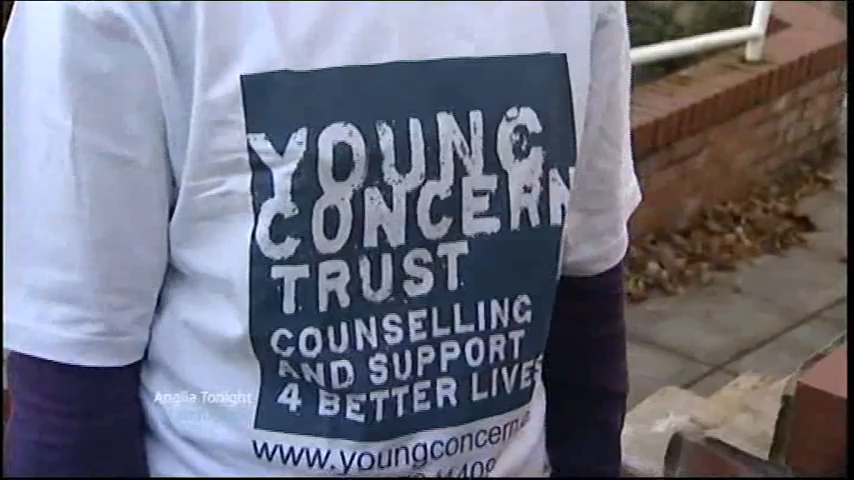 YOUNG
CONCERN
TRUST
COUNSELLING
AND SUPPORT
4 BETTER LIVES
www.youngconcern.
Anglia Tonight